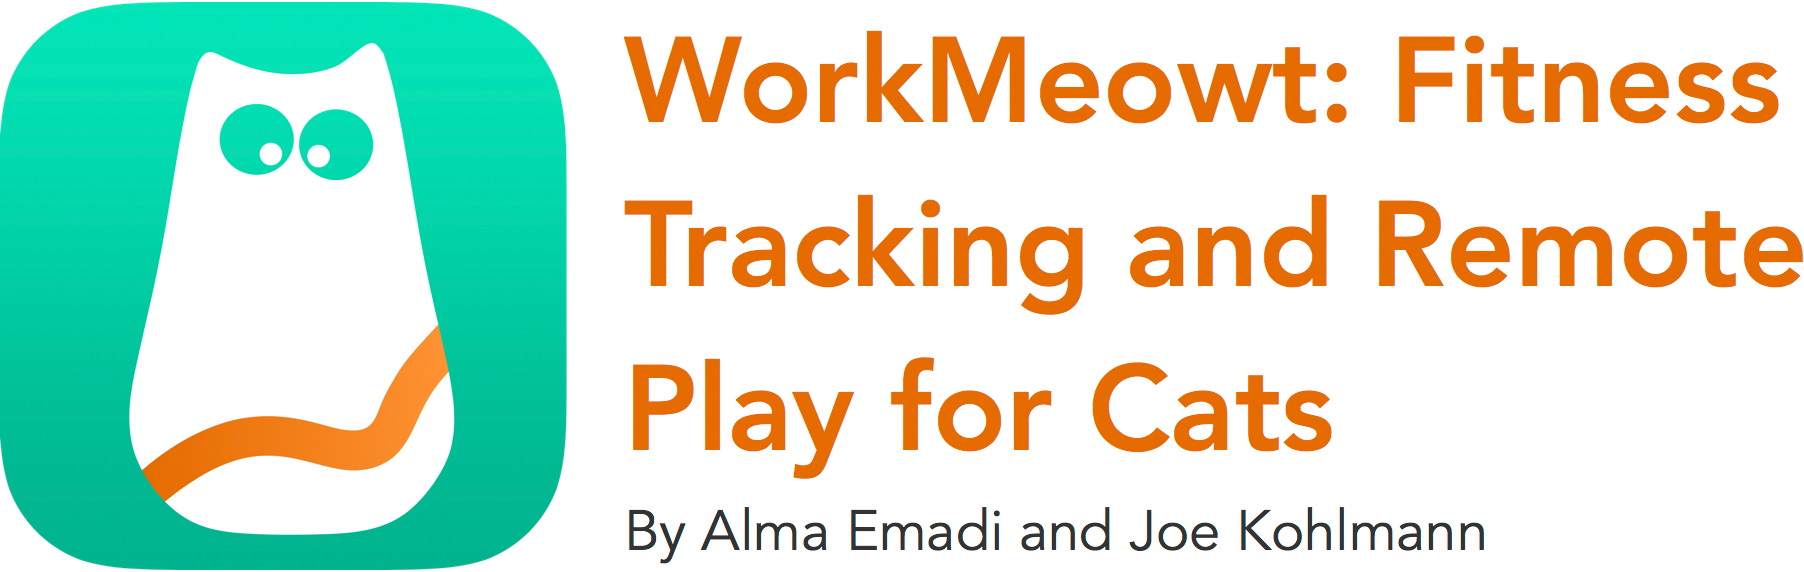 WorkMeowt: Fitness
Tracking and Remote
Play for Cats
By Alma Emadi and Joe Kohlmann